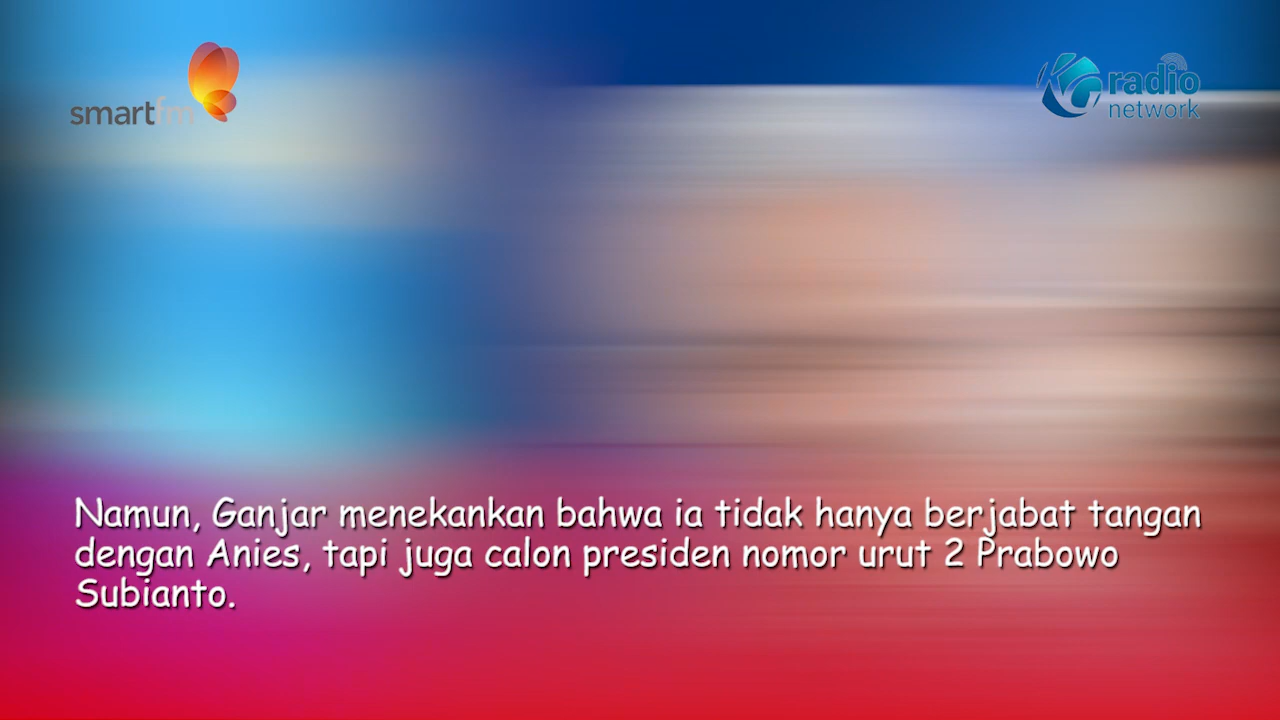 smartfm
KG radio
network
Namun, Ganjar menekankan bahwa ia tidak hanya berjabat tangan
dengan Anies, tapi juga calon presiden nomor urut 2 Prabowo
Subianto.